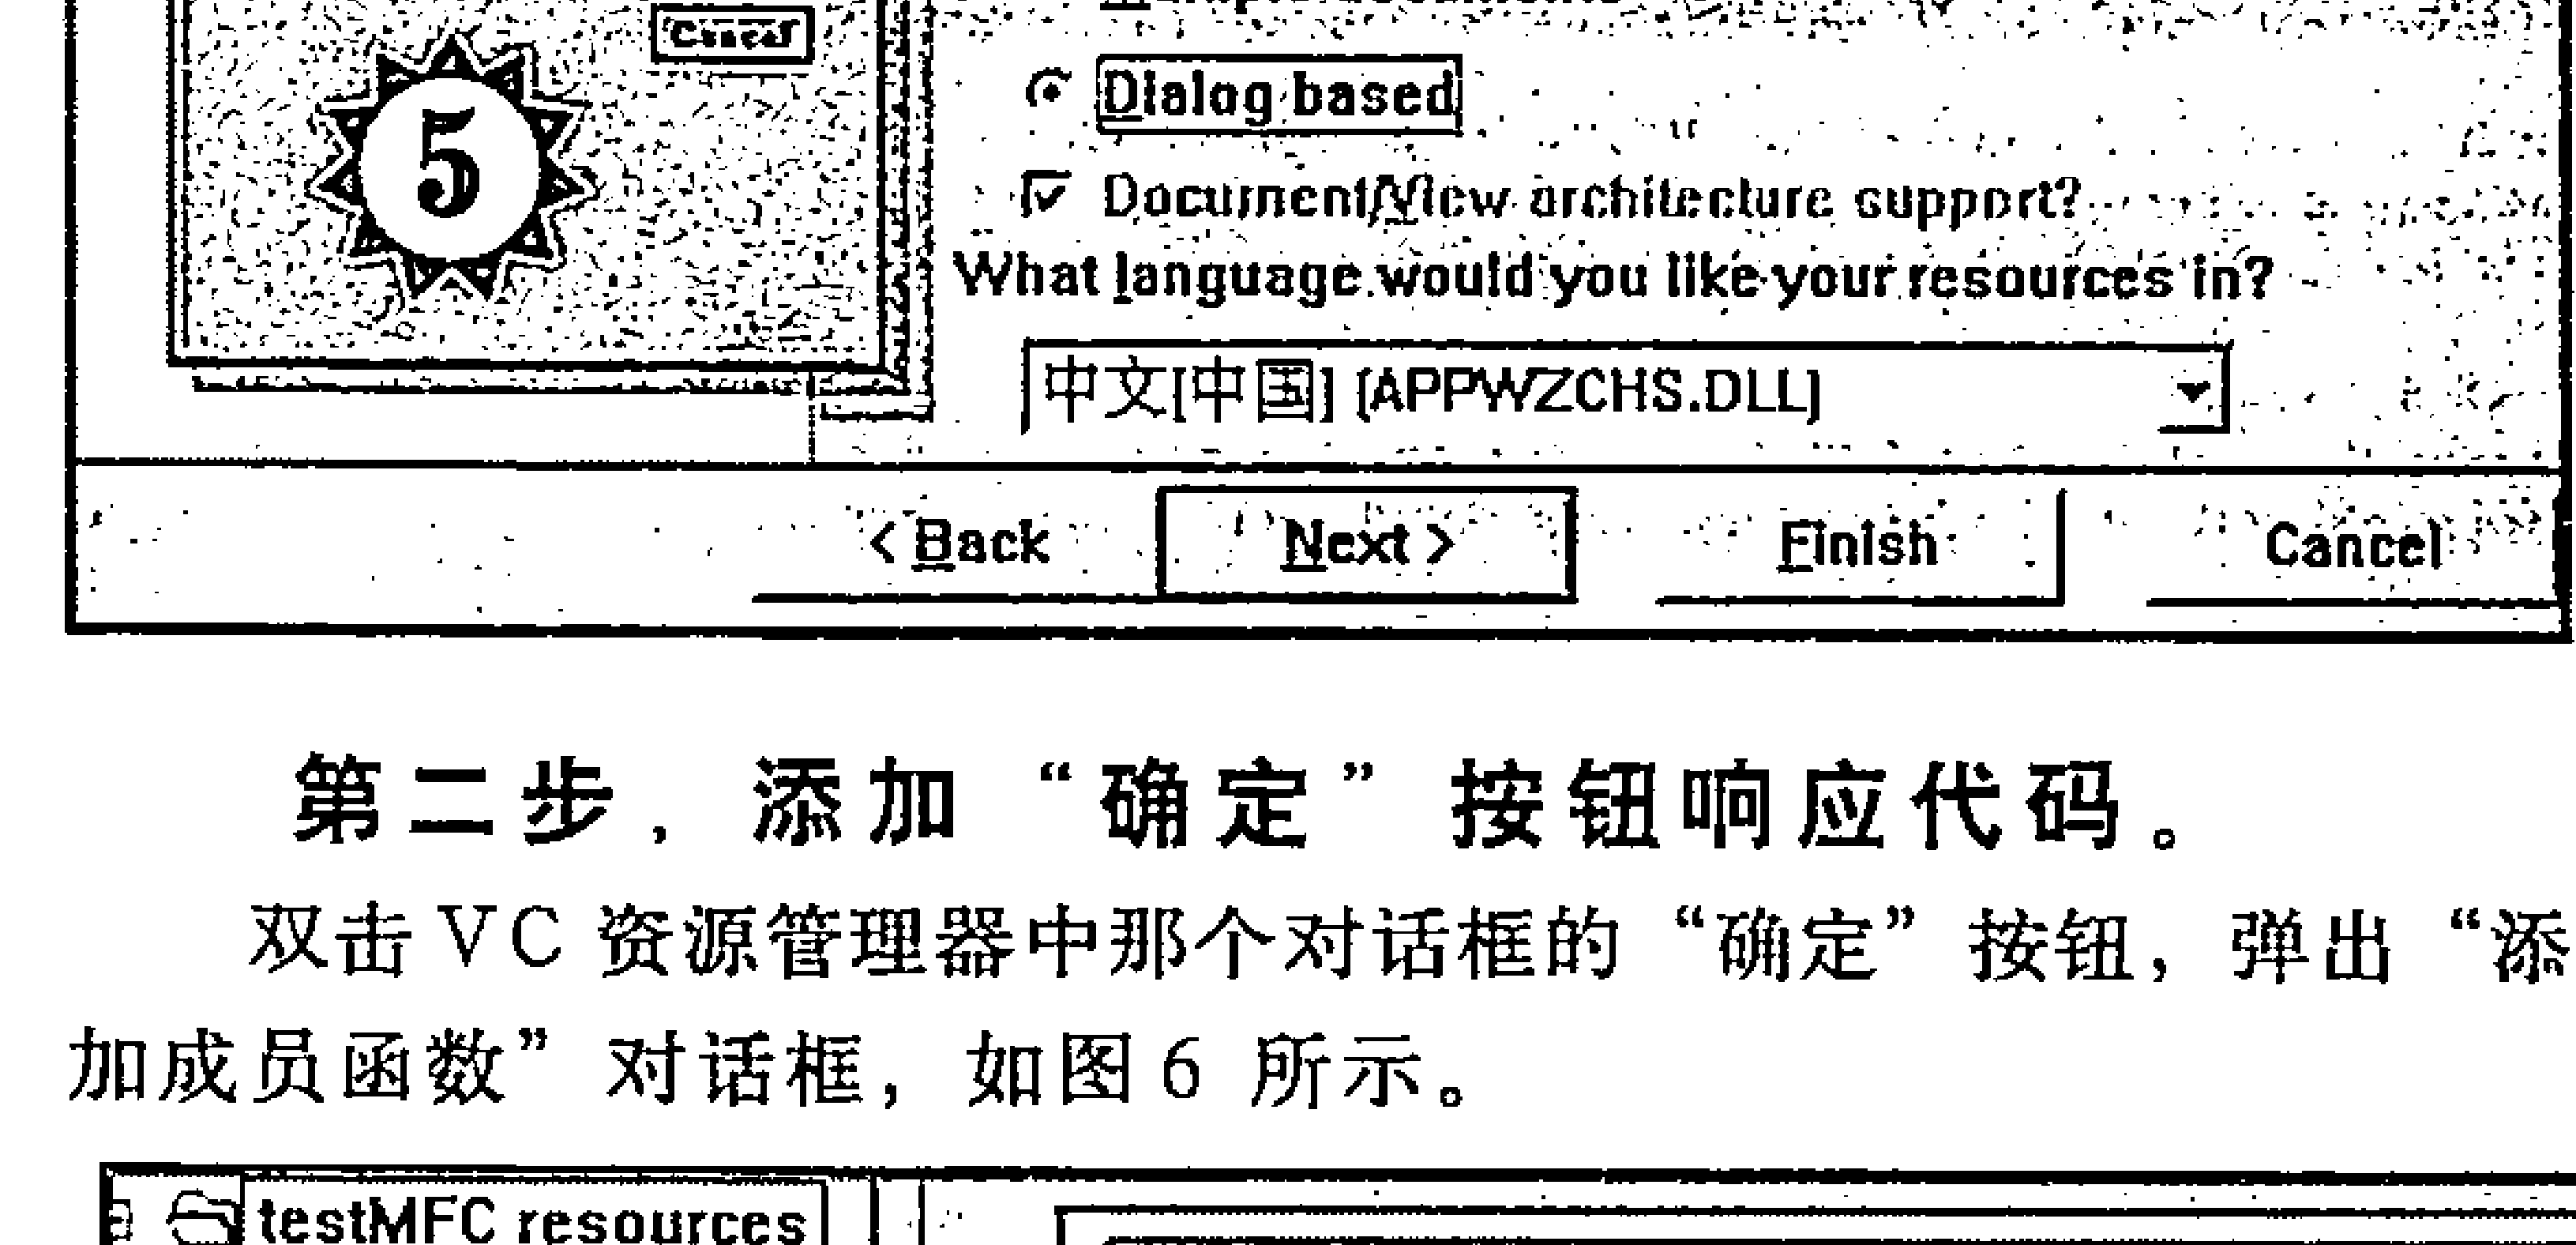 Cancel
5
Dialog based
Document/View architecture support?
What language would you like your resources in?
中文[中国] [APPWZCHS.DLL]
< Back Next > Finish Cancel
第二步，添加“确定”按钮响应代码。
双击VC 资源管理器中那个对话框的“确定”按钮，弹出“添
加成员函数”对话框，如图6 所示。
testMFC resources